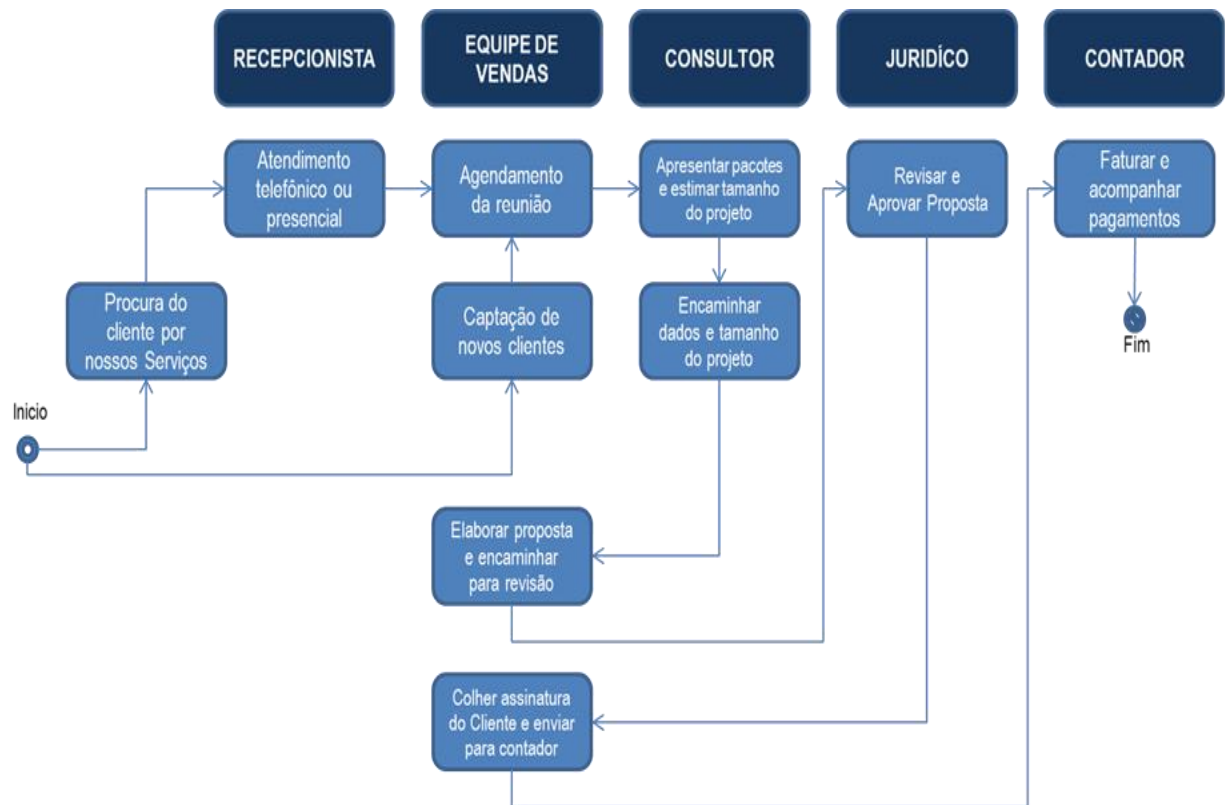 RECEPCIONISTA
EQUIPE DE
VENDAS
CONSULTOR
JURIDÍCO
CONTADOR
Atendimento
telefônico ou
presencial
Agendamento
da reunião
Apresentar pacotes
e estimar tamanho
do projeto
Revisar e
Aprovar Proposta
Faturar e
acompanhar
pagamentos
Procura do
cliente por
nossos Serviços
Captação de
novos clientes
Encaminhar
dados e tamanho
do projeto
Fim
Inicio
Elaborar proposta
e encaminhar
para revisão
Colher assinatura
do Cliente e enviar
para contador